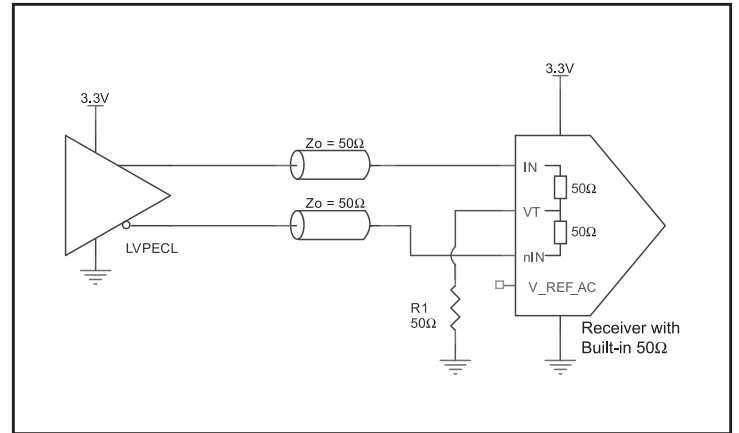 3.3V
3.3V
Zo = 50Ω
IN
50Ω
Zo = 50Ω
VT
50Ω
LVPECL
nIN
V_REF_AC
R1
50Ω
Receiver with
Built-in 50Ω